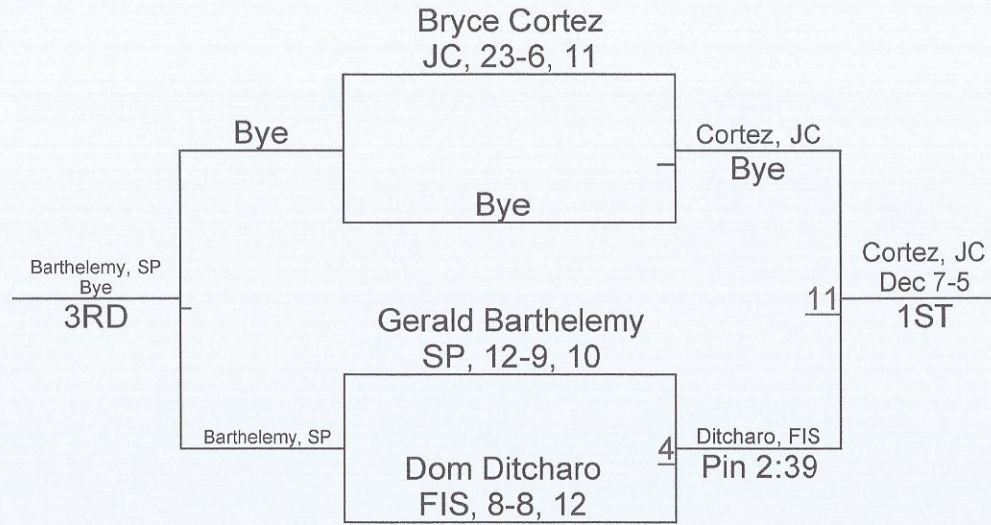 Bryce Cortez
JC, 23-6, 11
Bye
Cortez, JC
Bye
Bye
Barthelemy, SP
Bye
3RD
Cortez, JC
Dec 7-5
11
1ST
Gerald Barthelemy
SP, 12-9, 10
Barthelemy, SP
Ditcharo, FIS
4
Pin 2:39
Dom Ditcharo
FIS, 8-8, 12